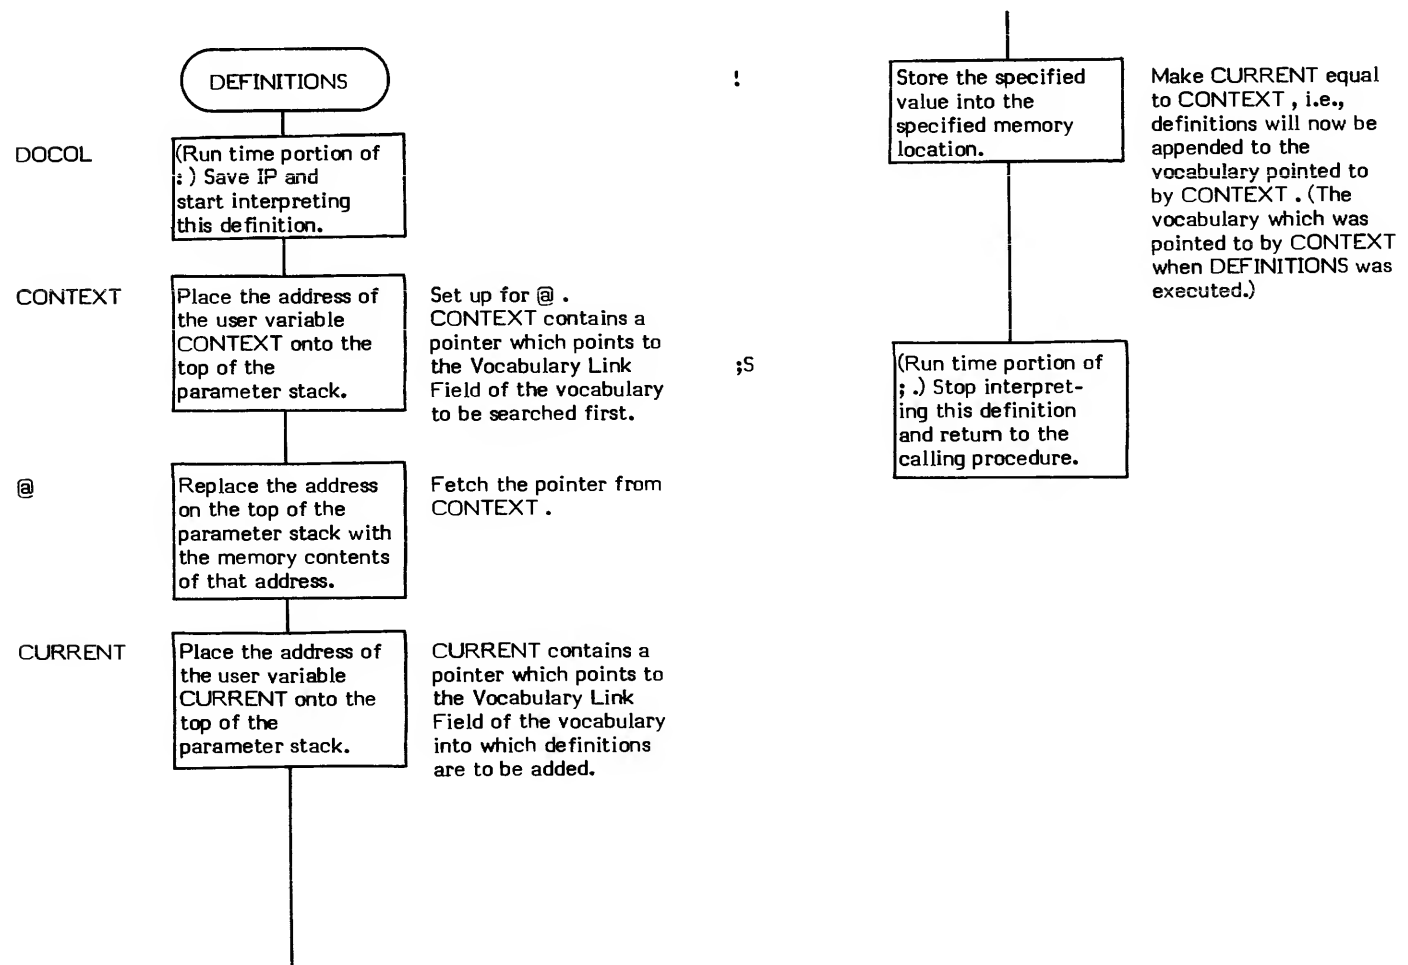 DEFINITIONS
DOCOL
(Run time portion of
: ) Save IP and
start interpreting
this definition.
CONTEXT
Place the address of
the user variable
CONTEXT onto the
top of the
parameter stack.
Set up for @ .
CONTEXT contains a
pointer which points to
the Vocabulary Link
Field of the vocabulary
to be searched first.
@
Replace the address
on the top of the
parameter stack with
the memory contents
of that address.
Fetch the pointer from
CONTEXT .
CURRENT
Place the address of
the user variable
CURRENT onto the
top of the
parameter stack.
CURRENT contains a
pointer which points to
the Vocabulary Link
Field of the vocabulary
into which definitions
are to be added.
!
Store the specified
value into the
specified memory
location.
Make CURRENT equal
to CONTEXT , i.e.,
definitions will now be
appended to the
vocabulary pointed to
by CONTEXT . (The
vocabulary which was
pointed to by CONTEXT
when DEFINITIONS was
executed.)
;S
(Run time portion of
; .) Stop interpret-
ing this definition
and return to the
calling procedure.